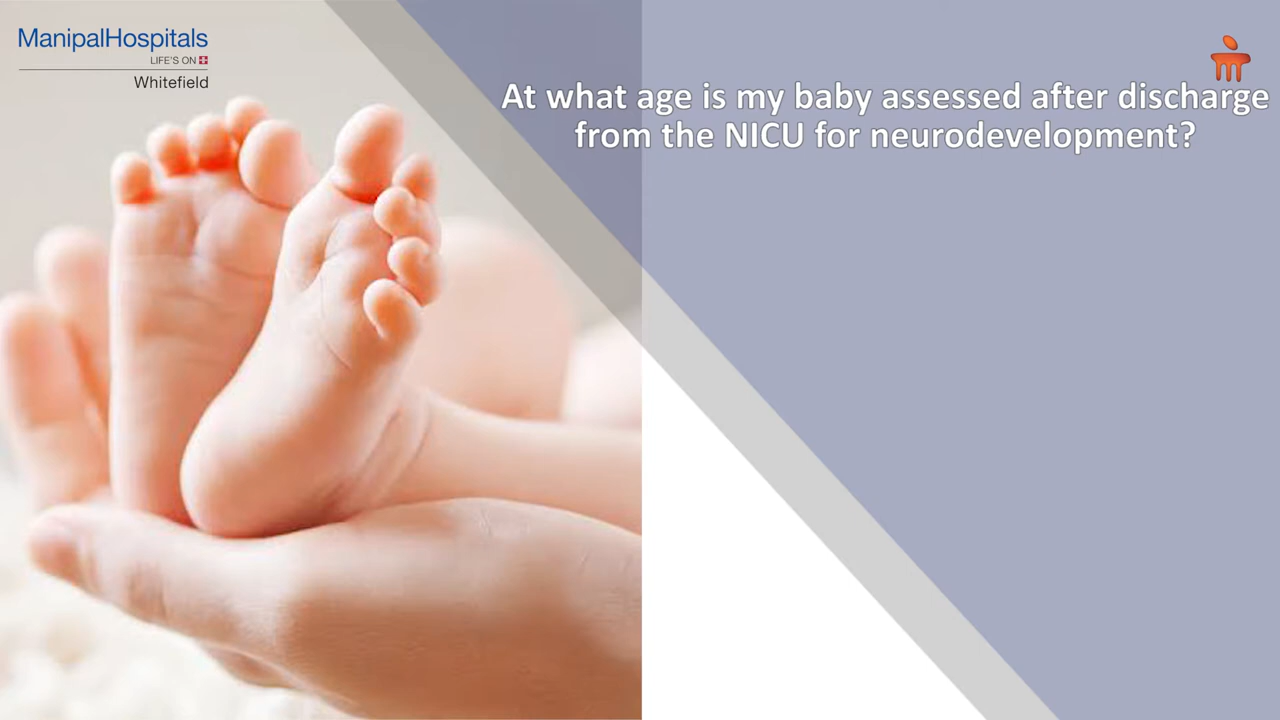 ManipalHospitals
LIFE'S ON
Whitefield
At what age is my baby assessed after discharge
from the NICU for neurodevelopment?